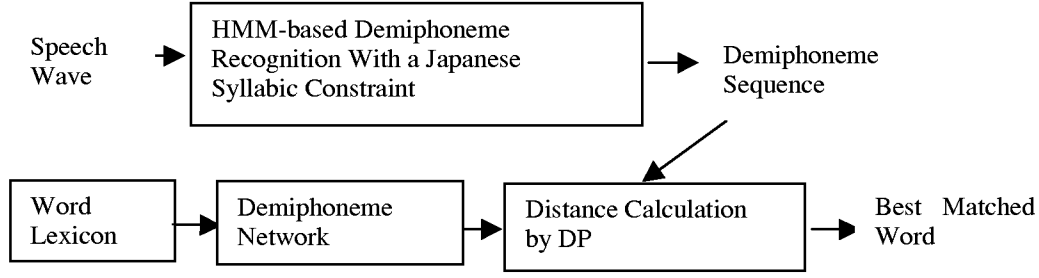 Speech
Wave
HMM-based Demiphoneme
Recognition With a Japanese
Syllabic Constraint
Demiphoneme
Sequence
Word
Lexicon
Demiphoneme
Network
Distance Calculation
by DP
Best Matched
Word